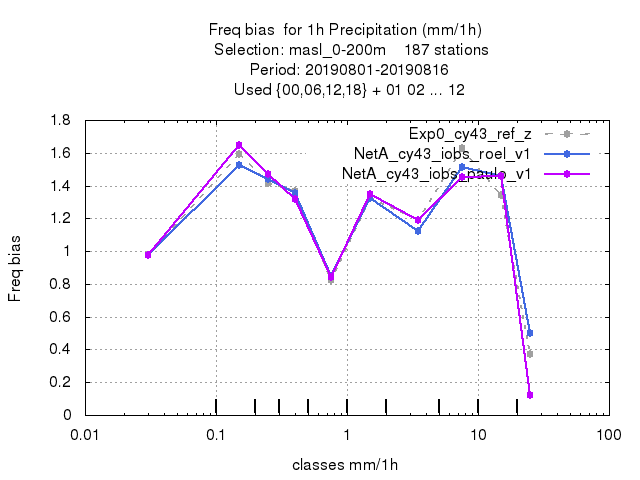 Freq bias  for 1h Precipitation (mm/1h)
Selection: masl_0-200m    187 stations
Period: 20190801-20190816
Used {00,06,12,18} + 01 02 ... 12
Exp0_cy43_ref_z
NetA_cy43_iobs_roel_v1
NetA_cy43_iobs_paulo_v1
Freq bias
1.8
1.6
1.4
1.2
1
0.8
0.6
0.4
0.2
0
0.01 0.1 1 10 100
classes mm/1h